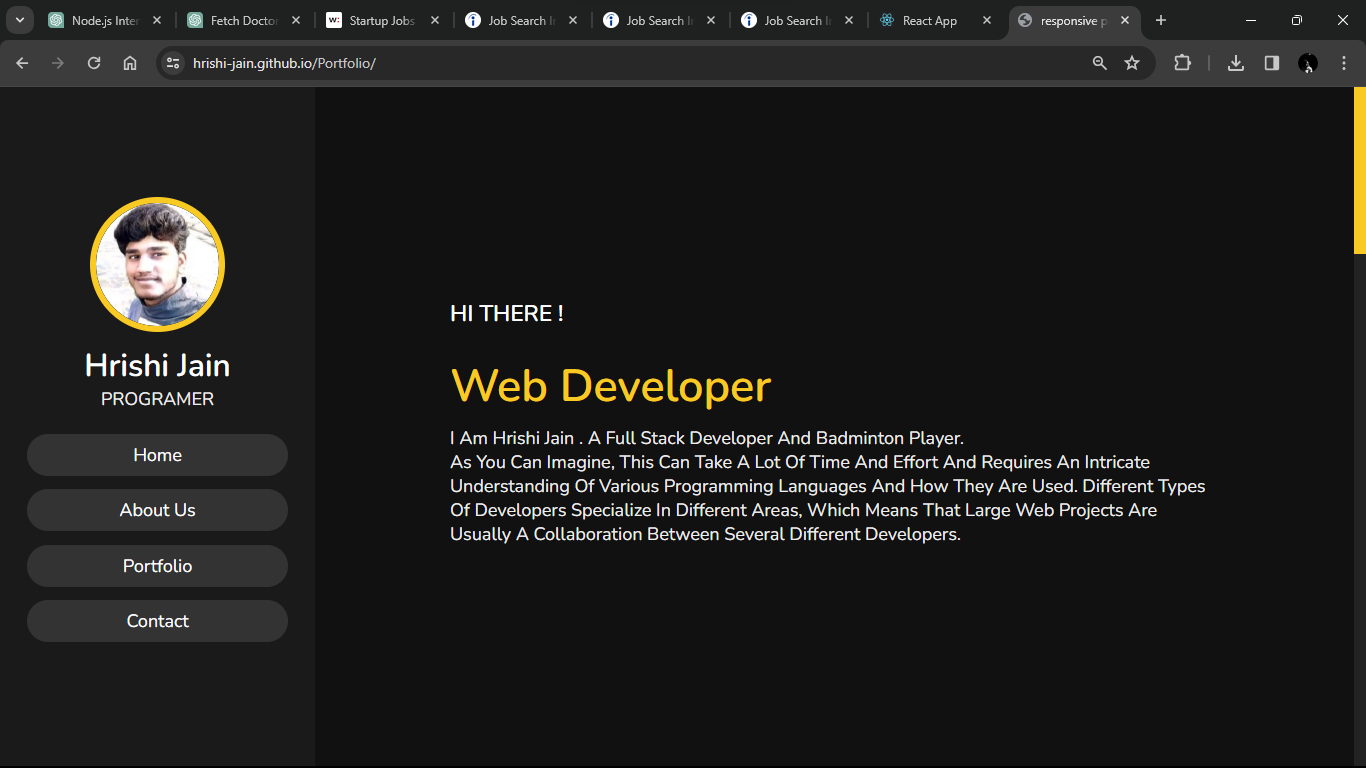 Node.js Inter
Fetch Doctor
w:
Startup Jobs
Job Search In
Job Search In
Job Search In
React App
responsive p
hrishi-jain.github.io/Portfolio/
Hrishi Jain
PROGRAMER
Home
About Us
Portfolio
Contact
HI THERE !
Web Developer
I Am Hrishi Jain . A Full Stack Developer And Badminton Player.
As You Can Imagine, This Can Take A Lot Of Time And Effort And Requires An Intricate
Understanding Of Various Programming Languages And How They Are Used. Different Types
Of Developers Specialize In Different Areas, Which Means That Large Web Projects Are
Usually A Collaboration Between Several Different Developers.